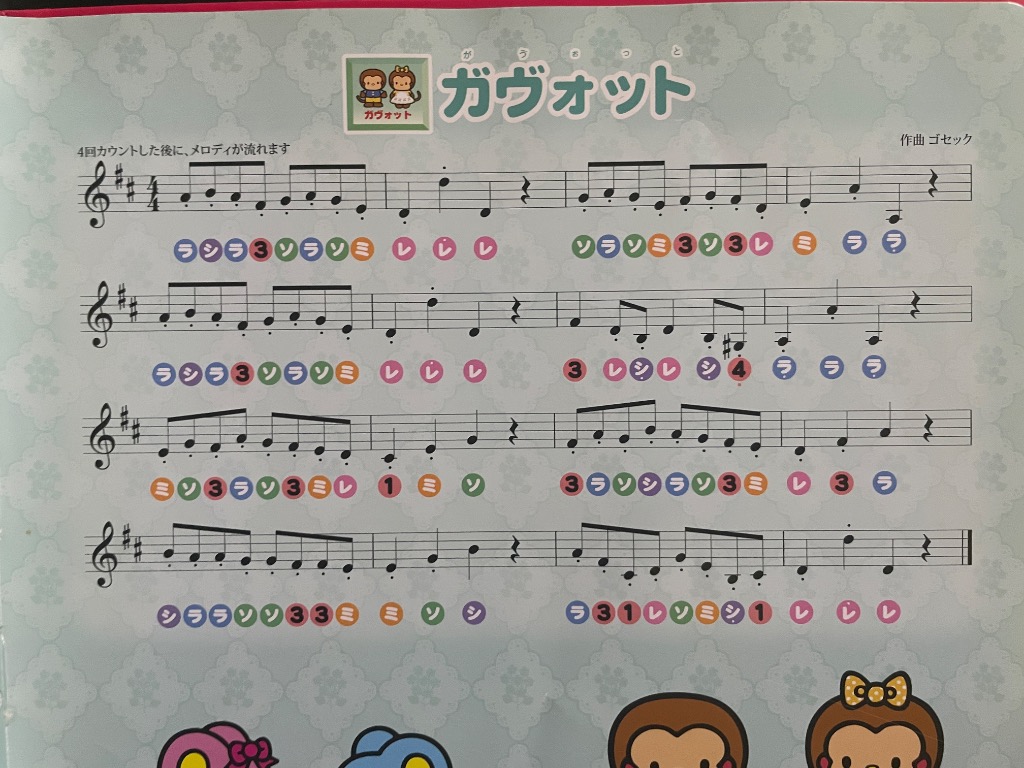 がうぉっと
ガヴォット
ガヴォット
4回カウントした後に、メロディが流れます
作曲 ゴセック
4 4
ラシラ3ソラソミ レ レ レ ソラソミ3ソ3レ ミ ラ ラ
ラシラ3ソラソミ レ レ レ 3 レシレ シ4 ラ ラ ラ
ミソ3ラソ3ミレ 1 ミ ソ 3ラソシラソ3ミ レ 3 ラ
シララソソ33ミ ミ ソ シ ラ31レソミシ1 レ レ レ